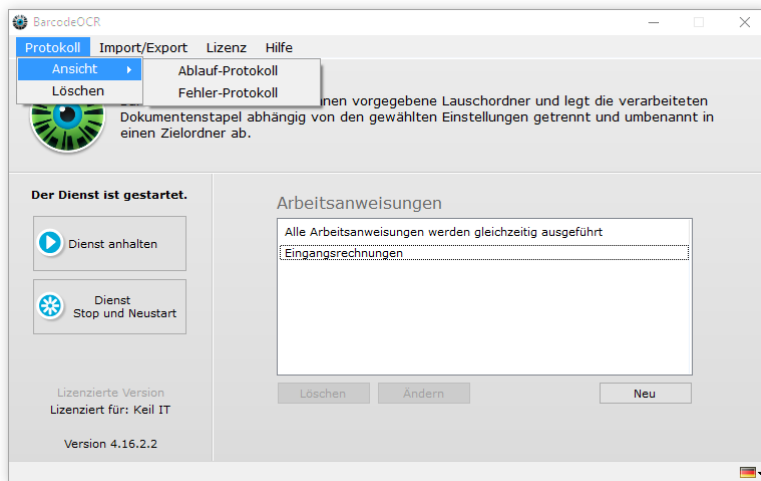 BarcodeOCR
Protokoll Import/Export Lizenz Hilfe
Ansicht
Löschen
Ablauf-Protokoll
Fehler-Protokoll
vorgegebene Lauschordner und legt die verarbeiteten
Dokumentenstapel abhängig von den gewählten Einstellungen getrennt und umbenannt in
einen Zielordner ab.
Der Dienst ist gestartet.
Dienst anhalten
Dienst
Stop und Neustart
Lizenzierte Version
Lizenziert für: Keil IT
Version 4.16.2.2
Arbeitsanweisungen
Alle Arbeitsanweisungen werden gleichzeitig ausgeführt
Eingangsrechnungen
Löschen Ändern Neu